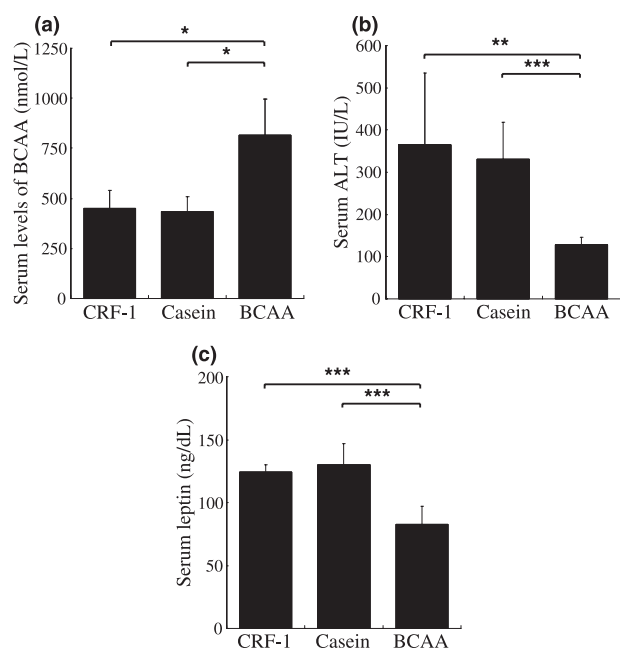 (a)
*
*
Serum levels of BCAA (nmol/L)
1250
1000
750
500
250
0
CRF-1 Casein BCAA
(b)
**
***
Serum ALT (IU/L)
600
500
400
300
200
100
0
CRF-1 Casein BCAA
(c)
***
***
Serum leptin (ng/dL)
200
150
100
50
0
CRF-1 Casein BCAA